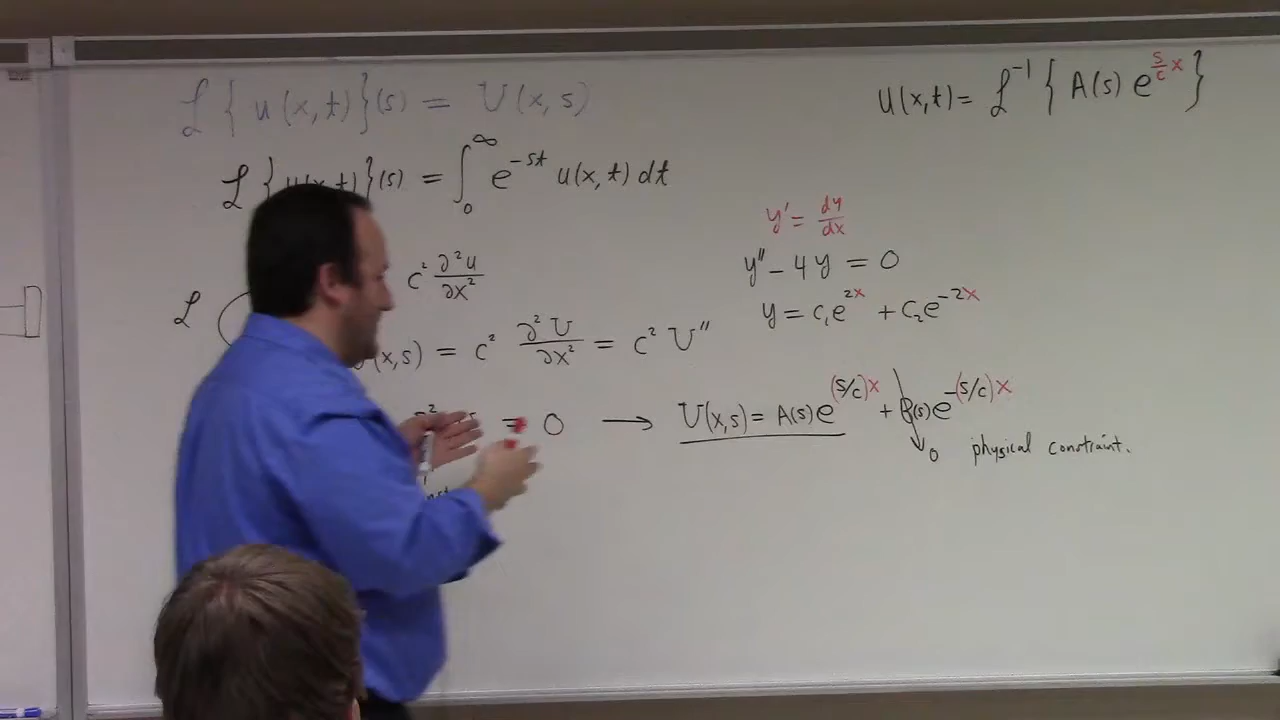 ℒ{u(x,t)}(s) = U(x,s)
ℒ{u(x,t)}(s) = ∫₀^∞ e^{-st} u(x,t) dt
ℒ
c² ∂²u/∂x²
(x,s) = c² ∂²U/∂x² = c² U″
= 0 → U(x,s) = A(s)e^{(s/c)x} + B(s)e^{-(s/c)x}
0 physical constraint.
u(x,t) = ℒ⁻¹{A(s) e^{s/c x}}
y′ = dy/dx
y″ - 4y = 0
y = c₁e^{2x} + c₂e^{-2x}